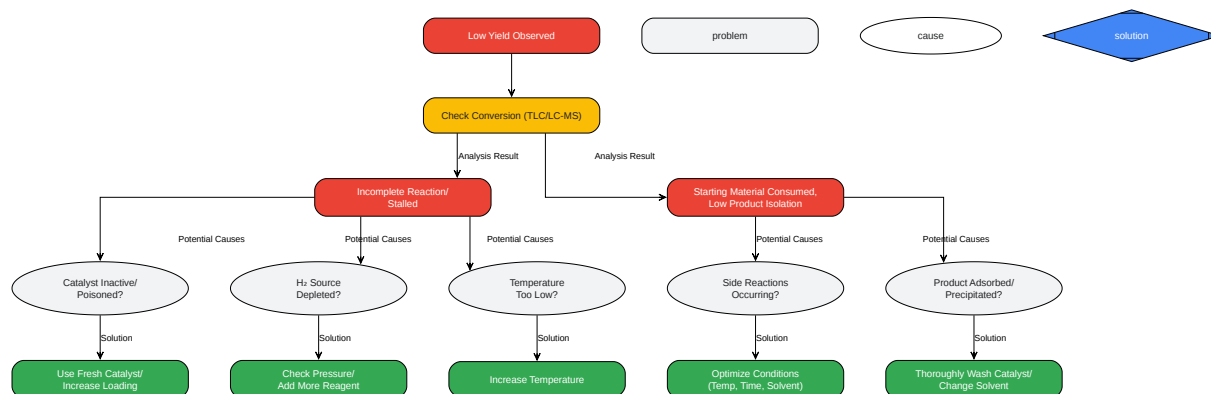 Low Yield Observed
problem
cause
solution
Check Conversion (TLC/LC-MS)
Analysis Result
Analysis Result
Incomplete Reaction/
Stalled
Starting Material Consumed,
Low Product Isolation
Potential Causes
Potential Causes
Potential Causes
Potential Causes
Potential Causes
Catalyst Inactive/
Poisoned?
H₂ Source
Depleted?
Temperature
Too Low?
Side Reactions
Occurring?
Product Adsorbed/
Precipitated?
Solution
Solution
Solution
Solution
Solution
Use Fresh Catalyst/
Increase Loading
Check Pressure/
Add More Reagent
Increase Temperature
Optimize Conditions
(Temp, Time, Solvent)
Thoroughly Wash Catalyst/
Change Solvent